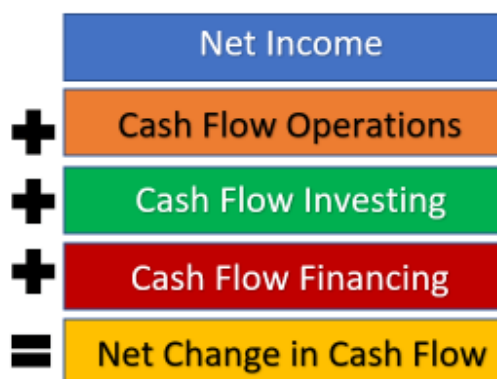 Net Income
+ Cash Flow Operations
+ Cash Flow Investing
+ Cash Flow Financing
= Net Change in Cash Flow